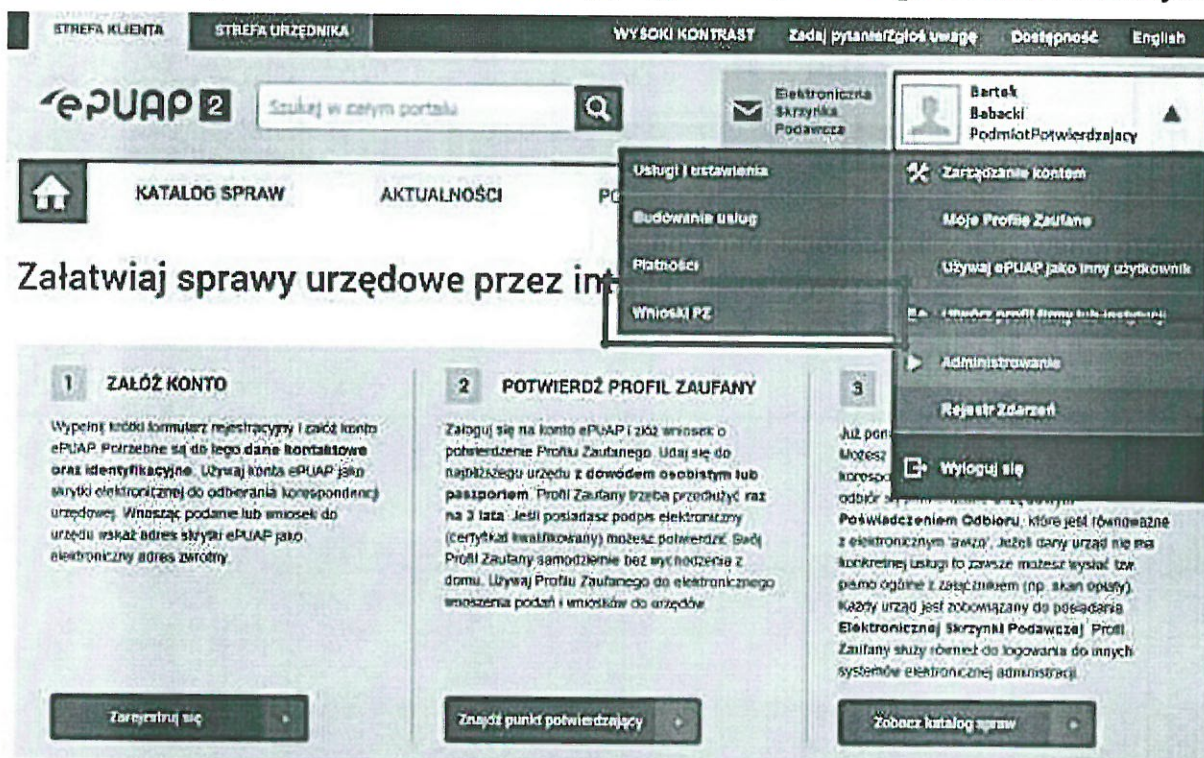 STREFA KLIENTA
STREFA URZĘDNIKA
WYSOKI KONTRAST
Zadaj pytanie/Zgłoś uwagę
Dostępność
English
ePUAP 2
Szukaj w całym portalu
Elektroniczna
Skrzynka
Podawcza
Bartek
Babacki
PodmiotPotwierdzajacy
KATALOG SPRAW
AKTUALNOŚCI
Usługi i ustawienia
Budowanie usług
Płatności
Wnioski PZ
Zarządzanie kontem
Moje Profile Zaufane
Używaj ePUAP jako inny użytkownik
Utwórz profil firmy lub instytucji
Administrowanie
Rejestr Zdarzeń
Wyloguj się
Załatwiaj sprawy urzędowe przez int
1 ZAŁÓŻ KONTO
Wypełnij krótki formularz rejestracyjny i załóż konto
ePUAP Potrzebne są do tego dane kontaktowe
oraz identyfikacyjne. Używaj konta ePUAP jako
skrytki elektronicznej do odbierania korespondencji
urzędowej. Wnosząc podanie lub wniosek do
urzędu wskaż adres skrytki ePUAP jako
elektroniczny adres zwrotny.
Zarejestruj się
2 POTWIERDŹ PROFIL ZAUFANY
Zaloguj się na konto ePUAP i złóż wniosek o
potwierdzenie Profilu Zaufanego. Udaj się do
najbliższego urzędu z dowodem osobistym lub
paszportem. Profil Zaufany trzeba przedłużyć raz
na 3 lata. Jeśli posiadasz podpis elektroniczny
(certyfikat kwalifikowany) możesz potwierdzić Swój
Profil Zaufany samodzielnie bez wychodzenia z
domu. Używaj Profilu Zaufanego do elektronicznego
wnoszenia podań i wniosków do urzędów
Znajdź punkt potwierdzający
3
Już
Możesz
korespo
odbiór
Poświadczeniem Odbioru, które jest równoważne
z elektronicznym "awizo". Jeżeli dany urząd nie ma
konkretnej usługi to zawsze możesz wysłać tzw.
pismo ogólne z załącznikiem (np. skan opłaty).
Każdy urząd jest zobowiązany do posiadania
Elektronicznej Skrzynki Podawczej. Profil
Zaufany służy również do logowania do innych
systemów elektronicznej administracji.
Zobacz katalog spraw